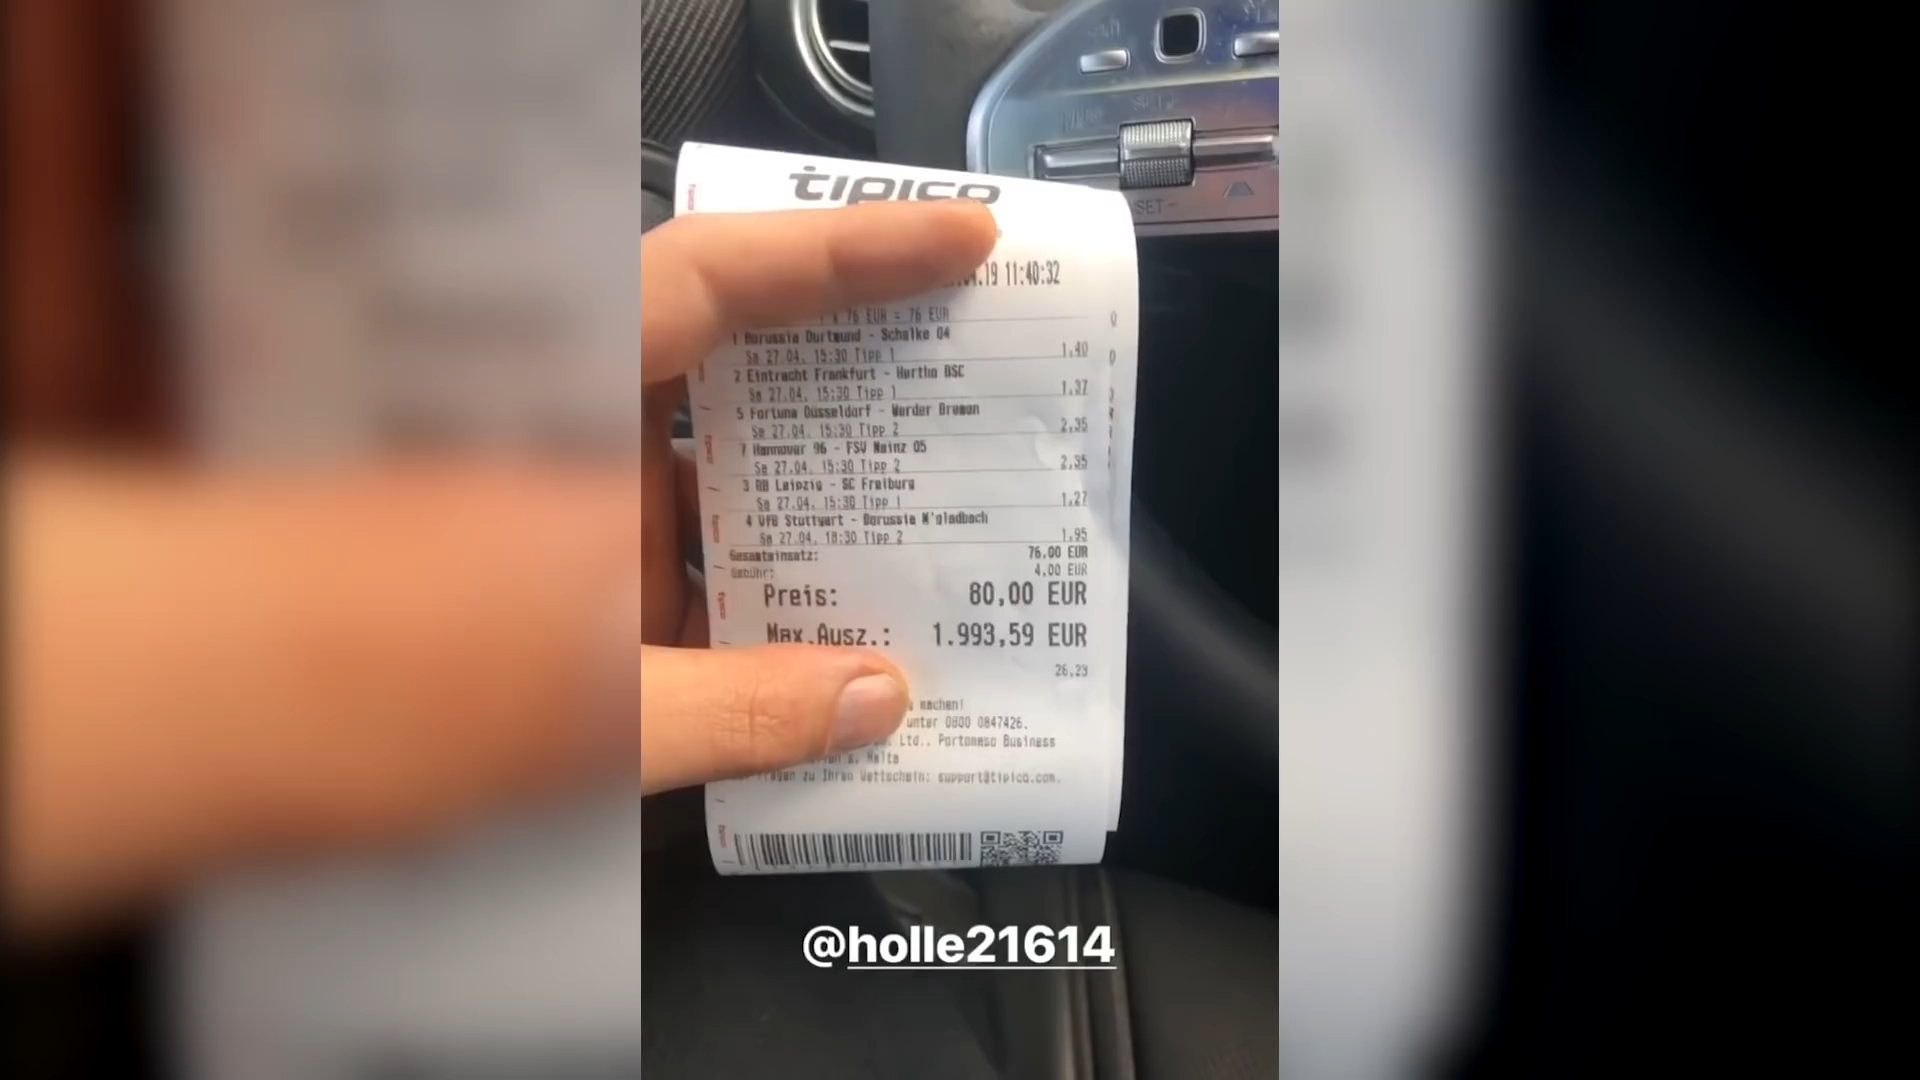 tipico
.04.19 11:40:32
x 76 EUR = 76 EUR
1 Borussia Dortmund - Schalke 04
Sa 27.04. 15:30 Tipp 1 1,40
2 Eintracht Frankfurt - Hertha BSC
Sa 27.04. 15:30 Tipp 1 1,37
5 Fortuna Düsseldorf - Werder Bremen
Sa 27.04. 15:30 Tipp 2 2,35
7 Hannover 96 - FSV Mainz 05
Sa 27.04. 15:30 Tipp 2 2,35
3 RB Leipzig - SC Freiburg
Sa 27.04. 15:30 Tipp 1 1,27
4 VfB Stuttgart - Borussia M'gladbach
Sa 27.04. 18:30 Tipp 2 1,95
Gesamteinsatz: 76,00 EUR
Gebühr: 4,00 EUR
Preis: 80,00 EUR
Max.Ausz.: 1.993,59 EUR
26,23
machen!
unter 0800 0847426.
Ltd., Portomaso Business
Malta
Fragen zu Ihrem Wettschein: support@tipico.com.
SET-
@holle21614